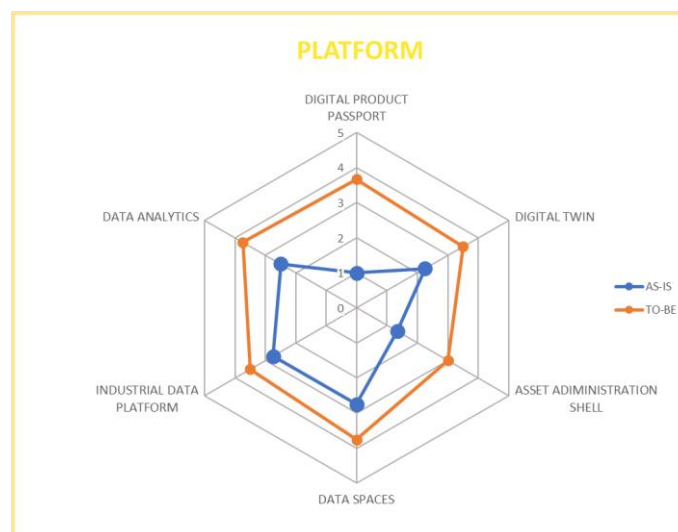 PLATFORM
DIGITAL PRODUCT
PASSPORT
5
4
3
2
1
0
DATA ANALYTICS
DIGITAL TWIN
AS-IS
TO-BE
INDUSTRIAL DATA
PLATFORM
ASSET ADIMINISTRATION
SHELL
DATA SPACES